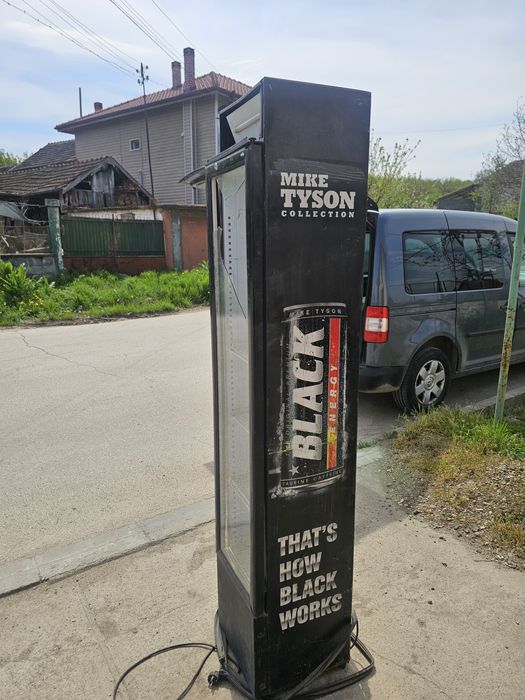 MIKE
TYSON
COLLECTION
MIKE TYSON
BLACK
ENERGY
TAURINE CAFFEINE
THAT'S
HOW
BLACK
WORKS